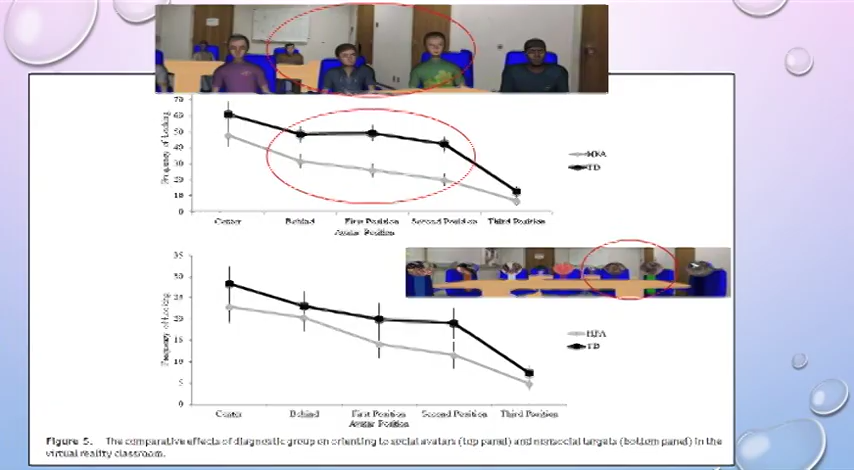 70
60
50
40
30
20
10
0
Frequency of Looking
HFA
TD
Center Behind First Position Second Position Third Position
Avatar Position
35
30
25
20
15
10
5
0
Frequency of Looking
HFA
TD
Center Behind First Position Second Position Third Position
Avatar Position
Figure 5. The comparative effects of diagnostic group on orienting to social avatars (top panel) and nonsocial targets (bottom panel) in the
virtual reality classroom.